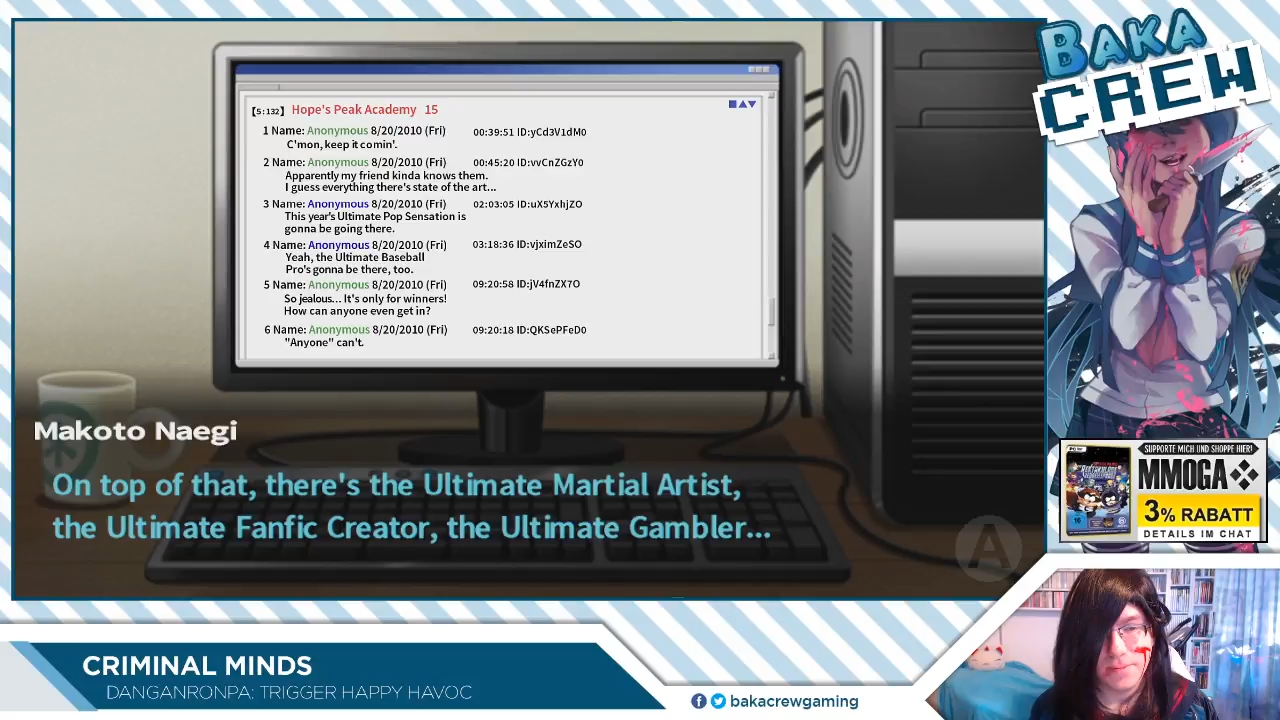 BAKA
CREW
【5:132】 Hope's Peak Academy 15
1 Name: Anonymous 8/20/2010 (Fri) 00:39:51 ID:yCd3V1dM0
C'mon, keep it comin'.
2 Name: Anonymous 8/20/2010 (Fri) 00:45:20 ID:vvCnZGzY0
Apparently my friend kinda knows them.
I guess everything there's state of the art...
3 Name: Anonymous 8/20/2010 (Fri) 02:03:05 ID:uX5YxhjZO
This year's Ultimate Pop Sensation is
gonna be going there.
4 Name: Anonymous 8/20/2010 (Fri) 03:18:36 ID:vjximZeSO
Yeah, the Ultimate Baseball
Pro's gonna be there, too.
5 Name: Anonymous 8/20/2010 (Fri) 09:20:58 ID:jV4fnZX7O
So jealous... It's only for winners!
How can anyone even get in?
6 Name: Anonymous 8/20/2010 (Fri) 09:20:18 ID:QKSePFeD0
"Anyone" can't.
Makoto Naegi
On top of that, there's the Ultimate Martial Artist,
the Ultimate Fanfic Creator, the Ultimate Gambler...
A
SUPPORTE MICH UND SHOPPE HIER!
MMOGA
3% RABATT
DETAILS IM CHAT
CRIMINAL MINDS
DANGANRONPA: TRIGGER HAPPY HAVOC
bakacrewgaming